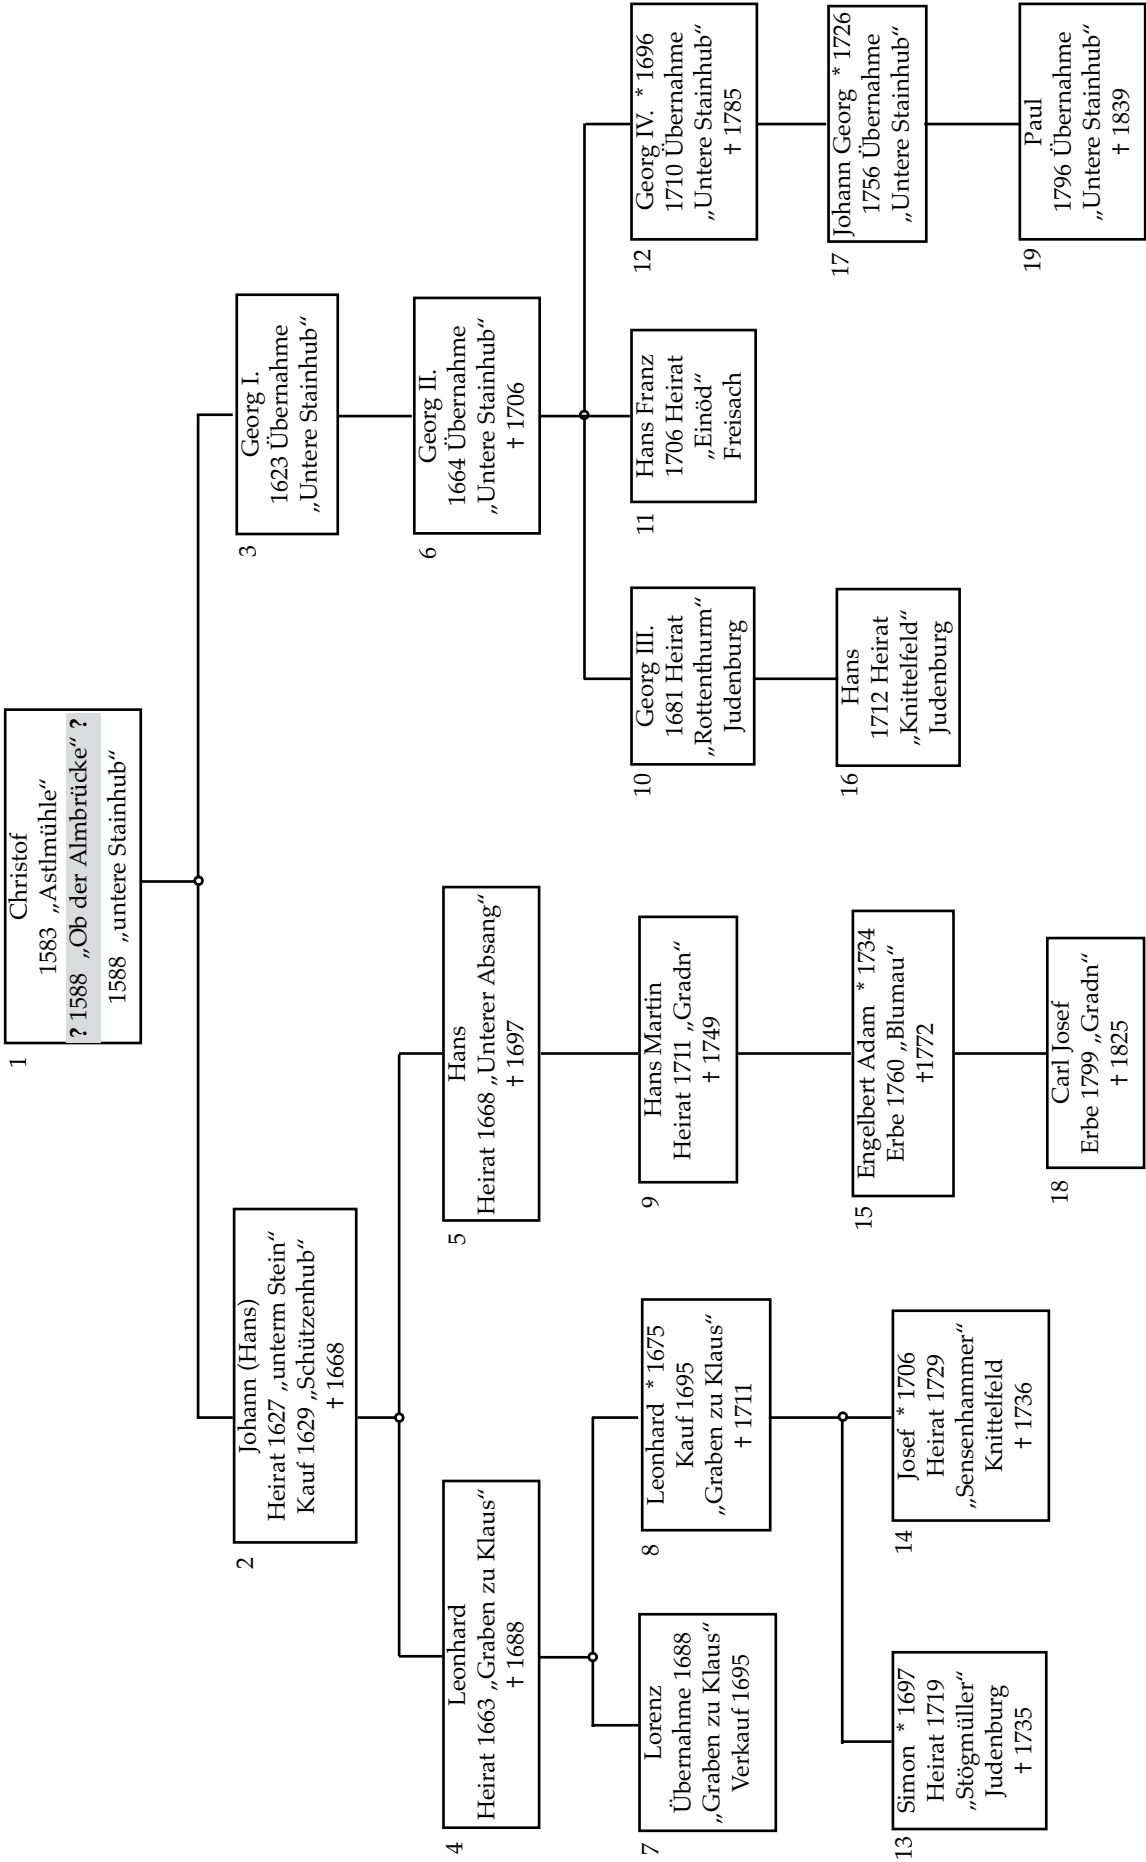 1
Christof
1583 „Astlmühle“
? 1588 „Ob der Almbrücke“ ?
1588 „untere Stainhub“
2
Johann (Hans)
Heirat 1627 „unterm Stein“
Kauf 1629 „Schützenhub“
† 1668
3
Georg I.
1623 Übernahme
„Untere Stainhub“
4
Leonhard
Heirat 1663 „Graben zu Klaus“
† 1688
5
Hans
Heirat 1668 „Unterer Absang“
† 1697
6
Georg II.
1664 Übernahme
„Untere Stainhub“
† 1706
7
Lorenz
Übernahme 1688
„Graben zu Klaus“
Verkauf 1695
8
Leonhard * 1675
Kauf 1695
„Graben zu Klaus“
† 1711
9
Hans Martin
Heirat 1711 „Gradn“
† 1749
10
Georg III.
1681 Heirat
„Rottenthurm“
Judenburg
11
Hans Franz
1706 Heirat
„Einöd“
Freisach
12
Georg IV. * 1696
1710 Übernahme
„Untere Stainhub“
† 1785
13
Simon * 1697
Heirat 1719
„Stögmüller“
Judenburg
† 1735
14
Josef * 1706
Heirat 1729
„Sensenhammer“
Knittelfeld
† 1736
15
Engelbert Adam * 1734
Erbe 1760 „Blumau“
†1772
16
Hans
1712 Heirat
„Knittelfeld“
Judenburg
17
Johann Georg * 1726
1756 Übernahme
„Untere Stainhub“
18
Carl Josef
Erbe 1799 „Gradn“
† 1825
19
Paul
1796 Übernahme
„Untere Stainhub“
† 1839